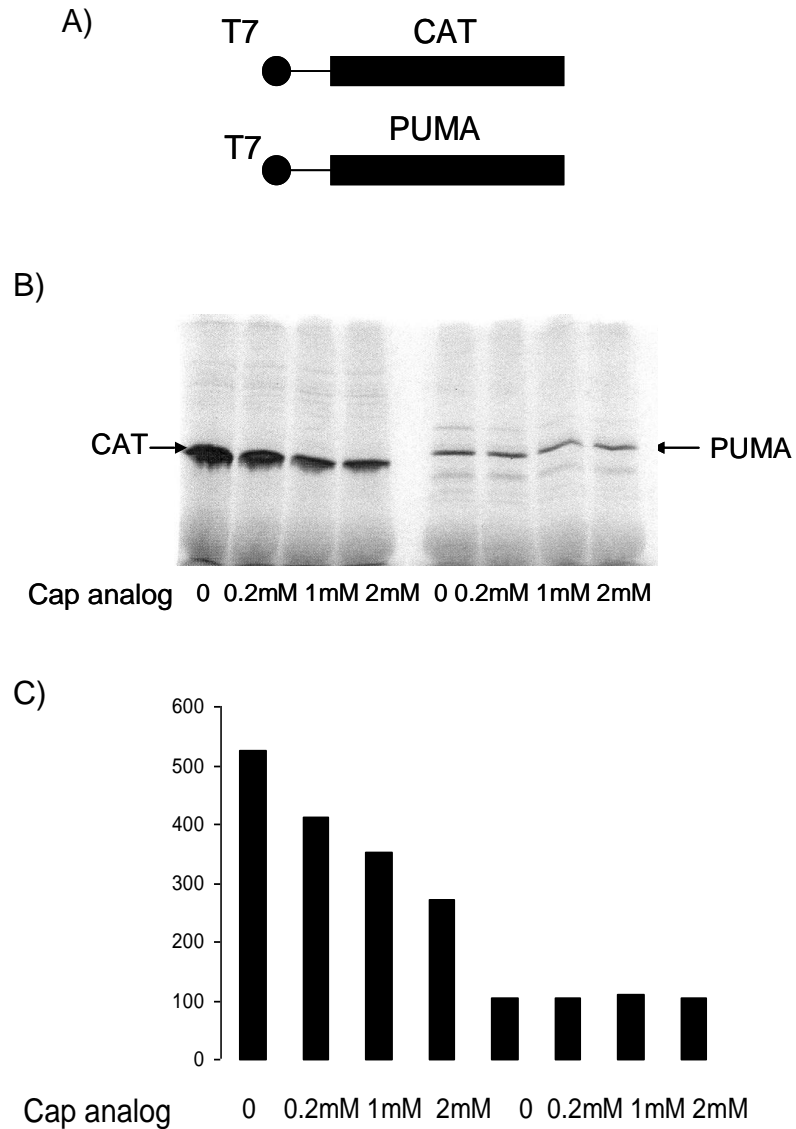 A)
T7 CAT
T7 PUMA
B)
CAT PUMA
Cap analog 0 0.2mM 1mM 2mM 0 0.2mM 1mM 2mM
C)
600
500
400
300
200
100
0
Cap analog 0 0.2mM 1mM 2mM 0 0.2mM 1mM 2mM